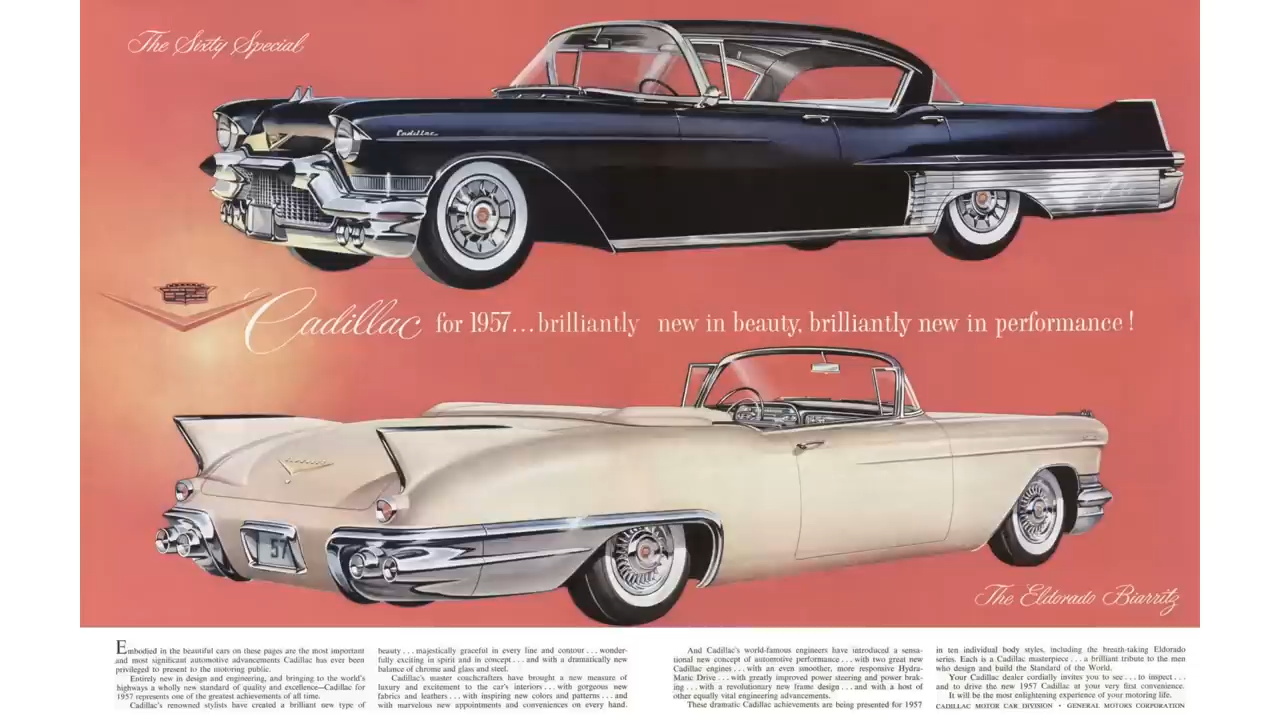 The Sixty Special
Cadillac
Cadillac for 1957...brilliantly new in beauty, brilliantly new in performance!
57
The Eldorado Biarritz
Embodied in the beautiful cars on these pages are the most important
and most significant automotive advancements Cadillac has ever been
privileged to present to the motoring public.
Entirely new in design and engineering, and bringing to the world's
highways a wholly new standard of quality and excellence—Cadillac for
1957 represents one of the greatest achievements of all time.
Cadillac's renowned stylists have created a brilliant new type of
beauty . . . majestically graceful in every line and contour . . . wonder-
fully exciting in spirit and in concept . . . and with a dramatically new
balance of chrome and glass and steel.
Cadillac's master coachcrafters have brought a new measure of
luxury and excitement to the car's interiors . . . with gorgeous new
fabrics and leathers . . . with inspiring new colors and patterns . . . and
with marvelous new appointments and conveniences on every hand.
And Cadillac's world-famous engineers have introduced a sensa-
tional new concept of automotive performance . . . with two great new
Cadillac engines . . . with an even smoother, more responsive Hydra-
Matic Drive . . . with greatly improved power steering and power brak-
ing . . . with a revolutionary new frame design . . . and with a host of
other equally vital engineering advancements.
These dramatic Cadillac achievements are being presented for 1957
in ten individual body styles, including the breath-taking Eldorado
series. Each is a Cadillac masterpiece . . . a brilliant tribute to the men
who design and build the Standard of the World.
Your Cadillac dealer cordially invites you to see . . . to inspect . . .
and to drive the new 1957 Cadillac at your very first convenience.
It will be the most enlightening experience of your motoring life.
CADILLAC MOTOR CAR DIVISION • GENERAL MOTORS CORPORATION